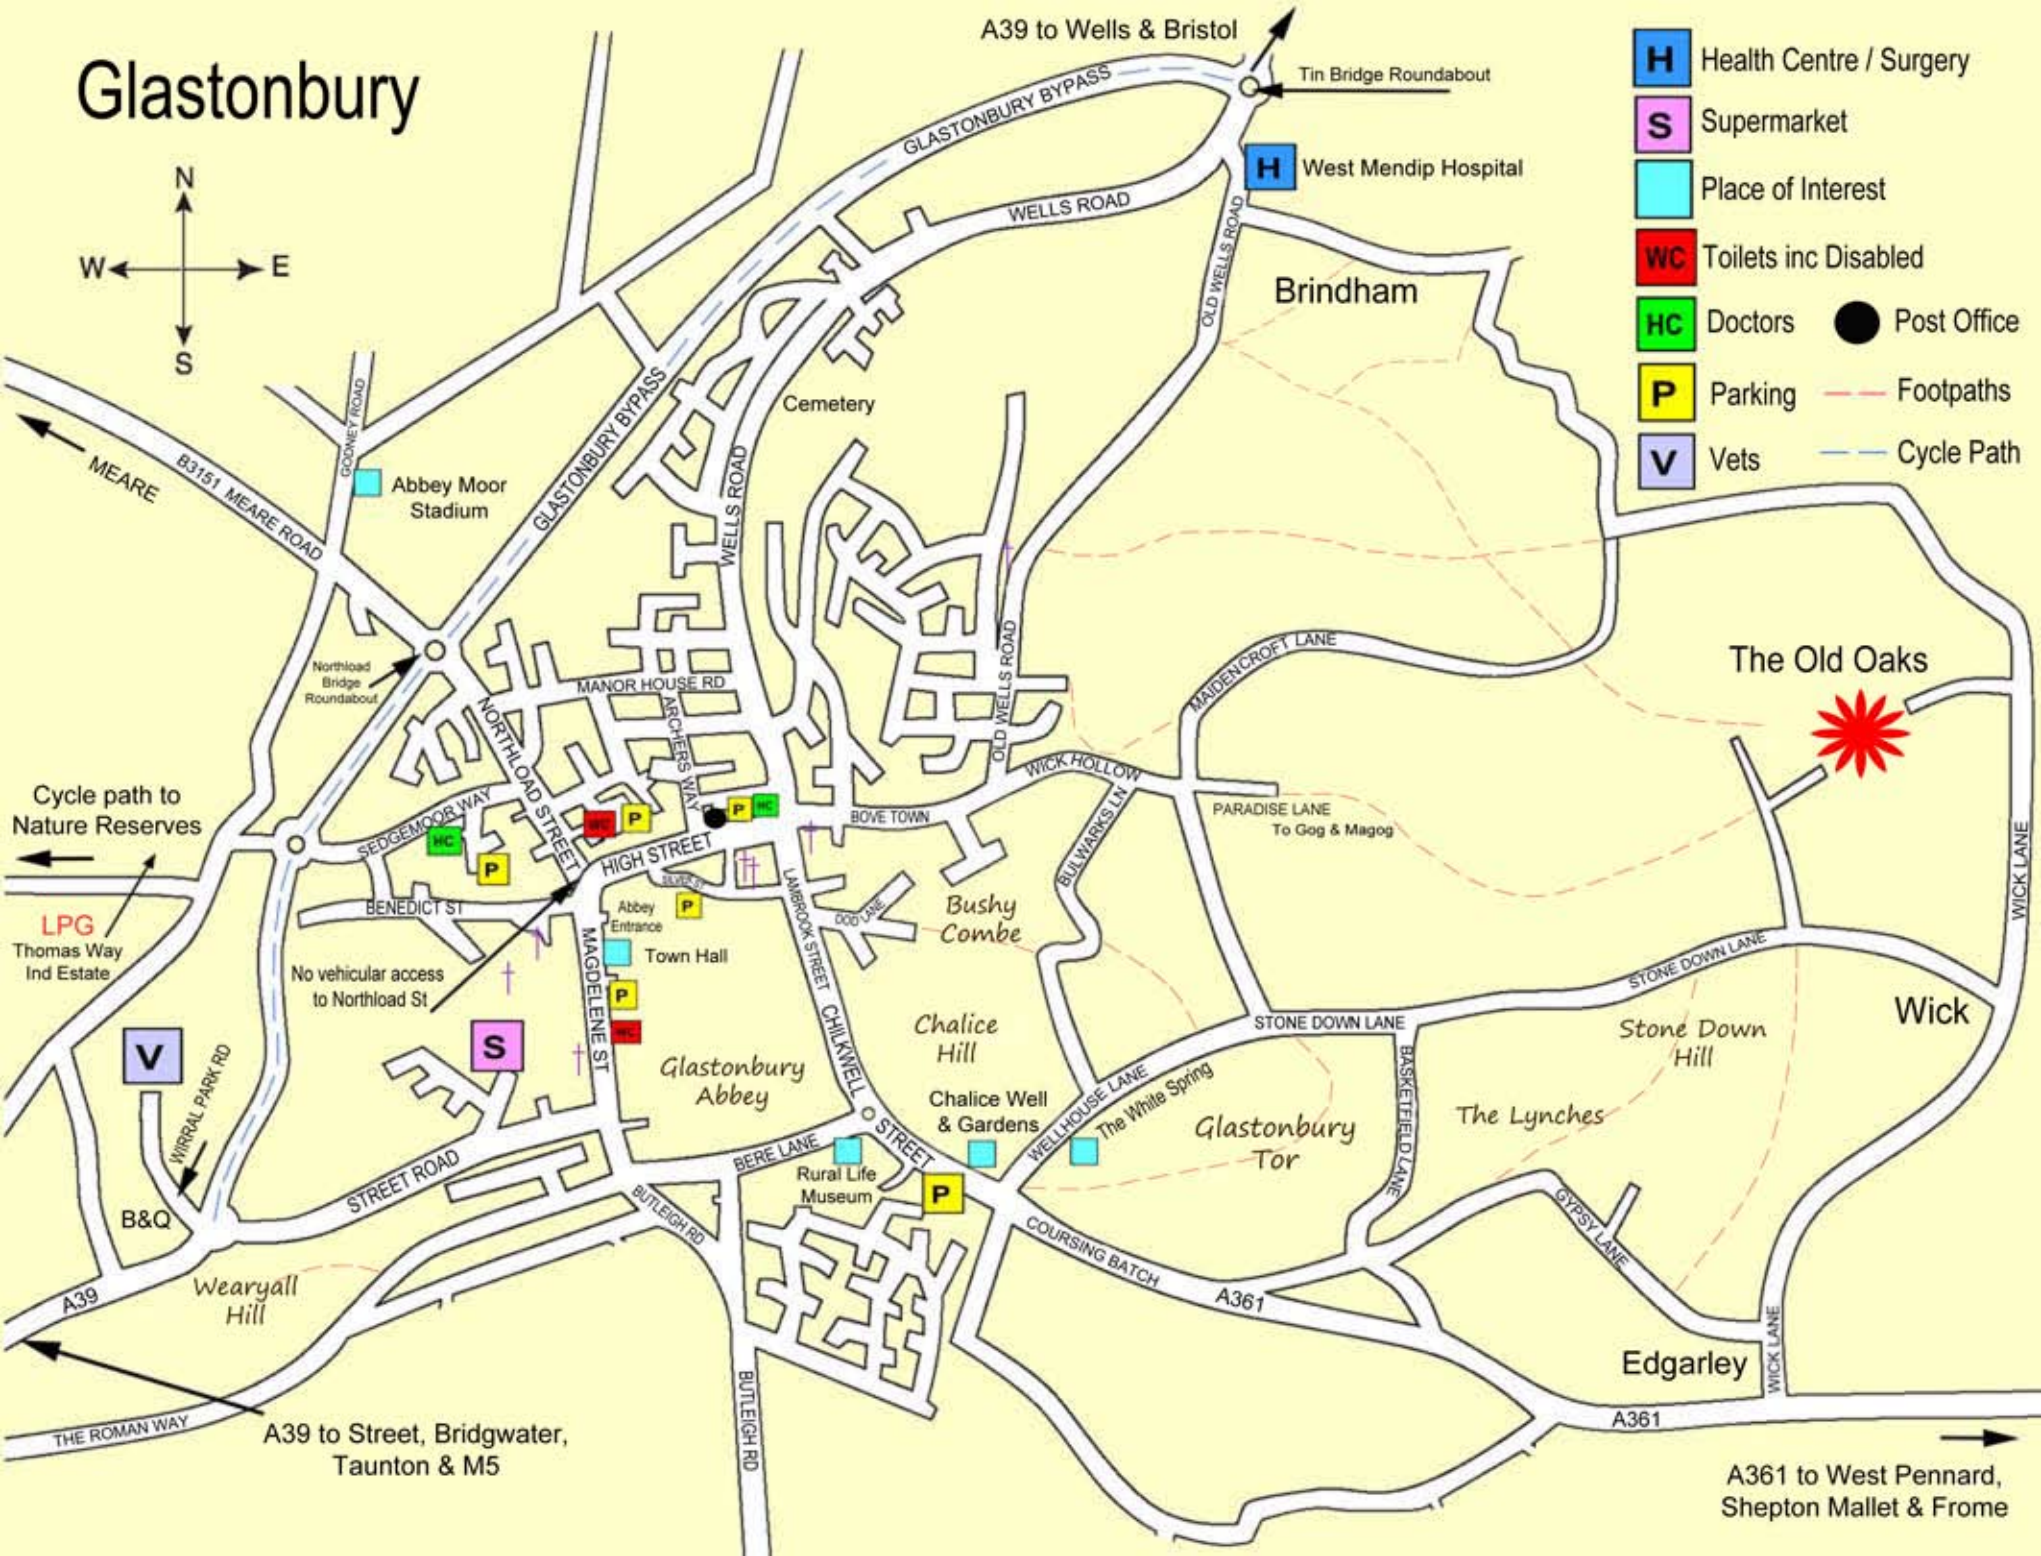 Glastonbury
N
W
E
S
A39 to Wells & Bristol
Tin Bridge Roundabout
H
West Mendip Hospital
H
Health Centre / Surgery
S
Supermarket
Place of Interest
WC
Toilets inc Disabled
HC
Doctors
Post Office
P
Parking
Footpaths
V
Vets
Cycle Path
GLASTONBURY BYPASS
WELLS ROAD
OLD WELLS ROAD
Brindham
Cemetery
GODNEY ROAD
MEARE
B3151 MEARE ROAD
Abbey Moor
Stadium
GLASTONBURY BYPASS
WELLS ROAD
OLD WELLS ROAD
MAIDENCROFT LANE
The Old Oaks
Northload
Bridge
Roundabout
MANOR HOUSE RD
ARCHERS WAY
NORTHLOAD STREET
WICK HOLLOW
PARADISE LANE
To Gog & Magog
BULWARKS LN
BOVE TOWN
Cycle path to
Nature Reserves
SEDGEMOOR WAY
HC
P
WC
P
P
HC
HIGH STREET
SILVER ST
P
BENEDICT ST
LAMBROOK STREET
DOD LANE
Bushy
Combe
WICK LANE
LPG
Thomas Way
Ind Estate
Abbey
Entrance
Town Hall
No vehicular access
to Northload St
MAGDELENE ST
P
WC
CHILKWELL
STREET
Chalice
Hill
STONE DOWN LANE
STONE DOWN LANE
Stone Down
Hill
Wick
V
S
WIRRAL PARK RD
Glastonbury
Abbey
Chalice Well
& Gardens
WELLHOUSE LANE
The White Spring
BASKETFIELD LANE
The Lynches
Glastonbury
Tor
BERE LANE
Rural Life
Museum
P
STREET ROAD
B&Q
BUTLEIGH RD
COURSING BATCH
GYPSY LANE
Wearyall
Hill
A39
A361
WICK LANE
Edgarley
BUTLEIGH RD
A361
THE ROMAN WAY
A39 to Street, Bridgwater,
Taunton & M5
A361 to West Pennard,
Shepton Mallet & Frome